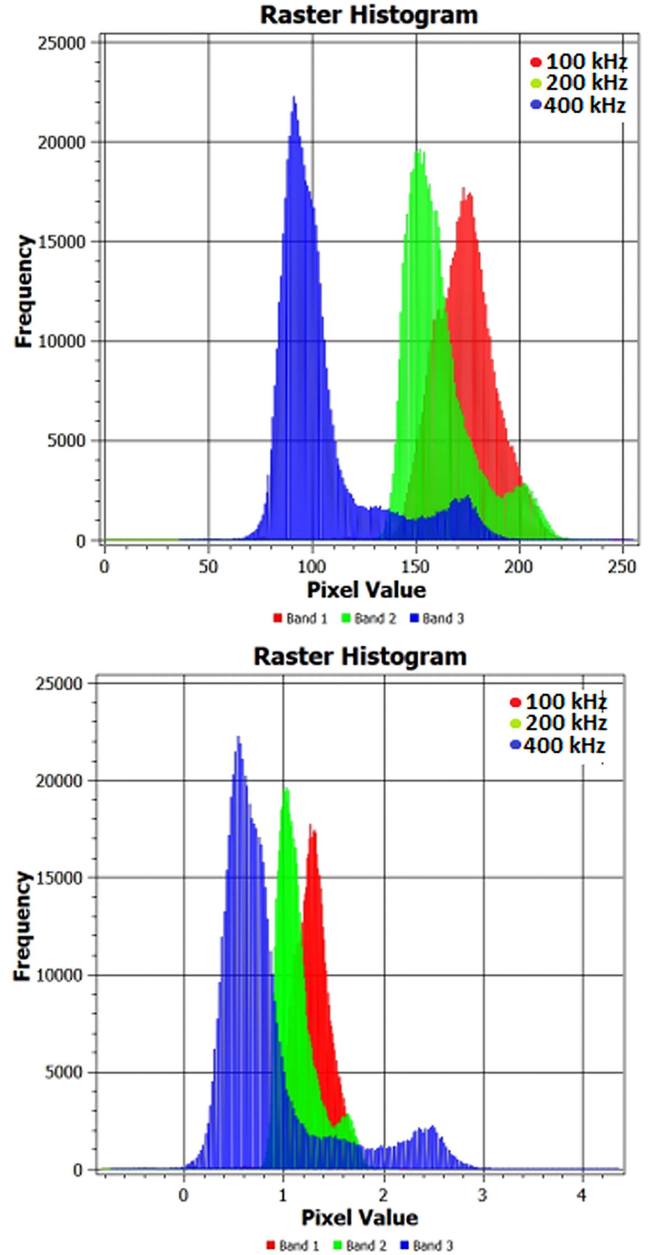 Raster Histogram
25000
20000
15000
10000
5000
0
Frequency
100 kHz
200 kHz
400 kHz
0 50 100 150 200 250
Pixel Value
Band 1 Band 2 Band 3
Raster Histogram
25000
20000
15000
10000
5000
0
Frequency
100 kHz
200 kHz
400 kHz
0 1 2 3 4
Pixel Value
Band 1 Band 2 Band 3